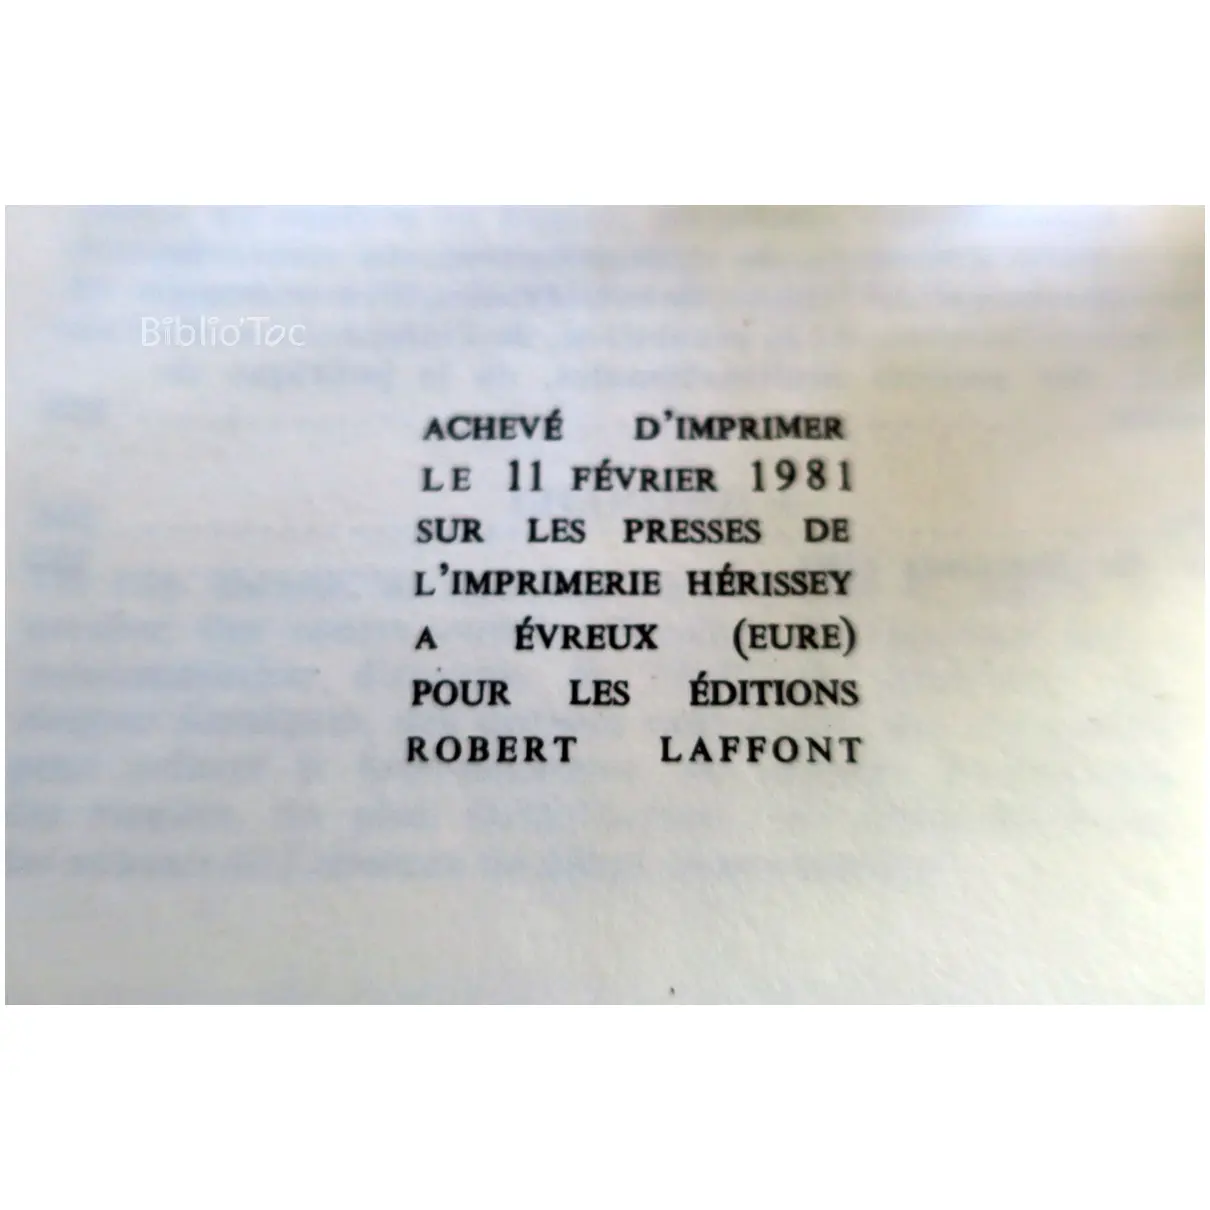 Biblio'Toc
ACHEVÉ D'IMPRIMER
LE 11 FÉVRIER 1981
SUR LES PRESSES DE
L'IMPRIMERIE HÉRISSEY
A ÉVREUX (EURE)
POUR LES ÉDITIONS
ROBERT LAFFONT